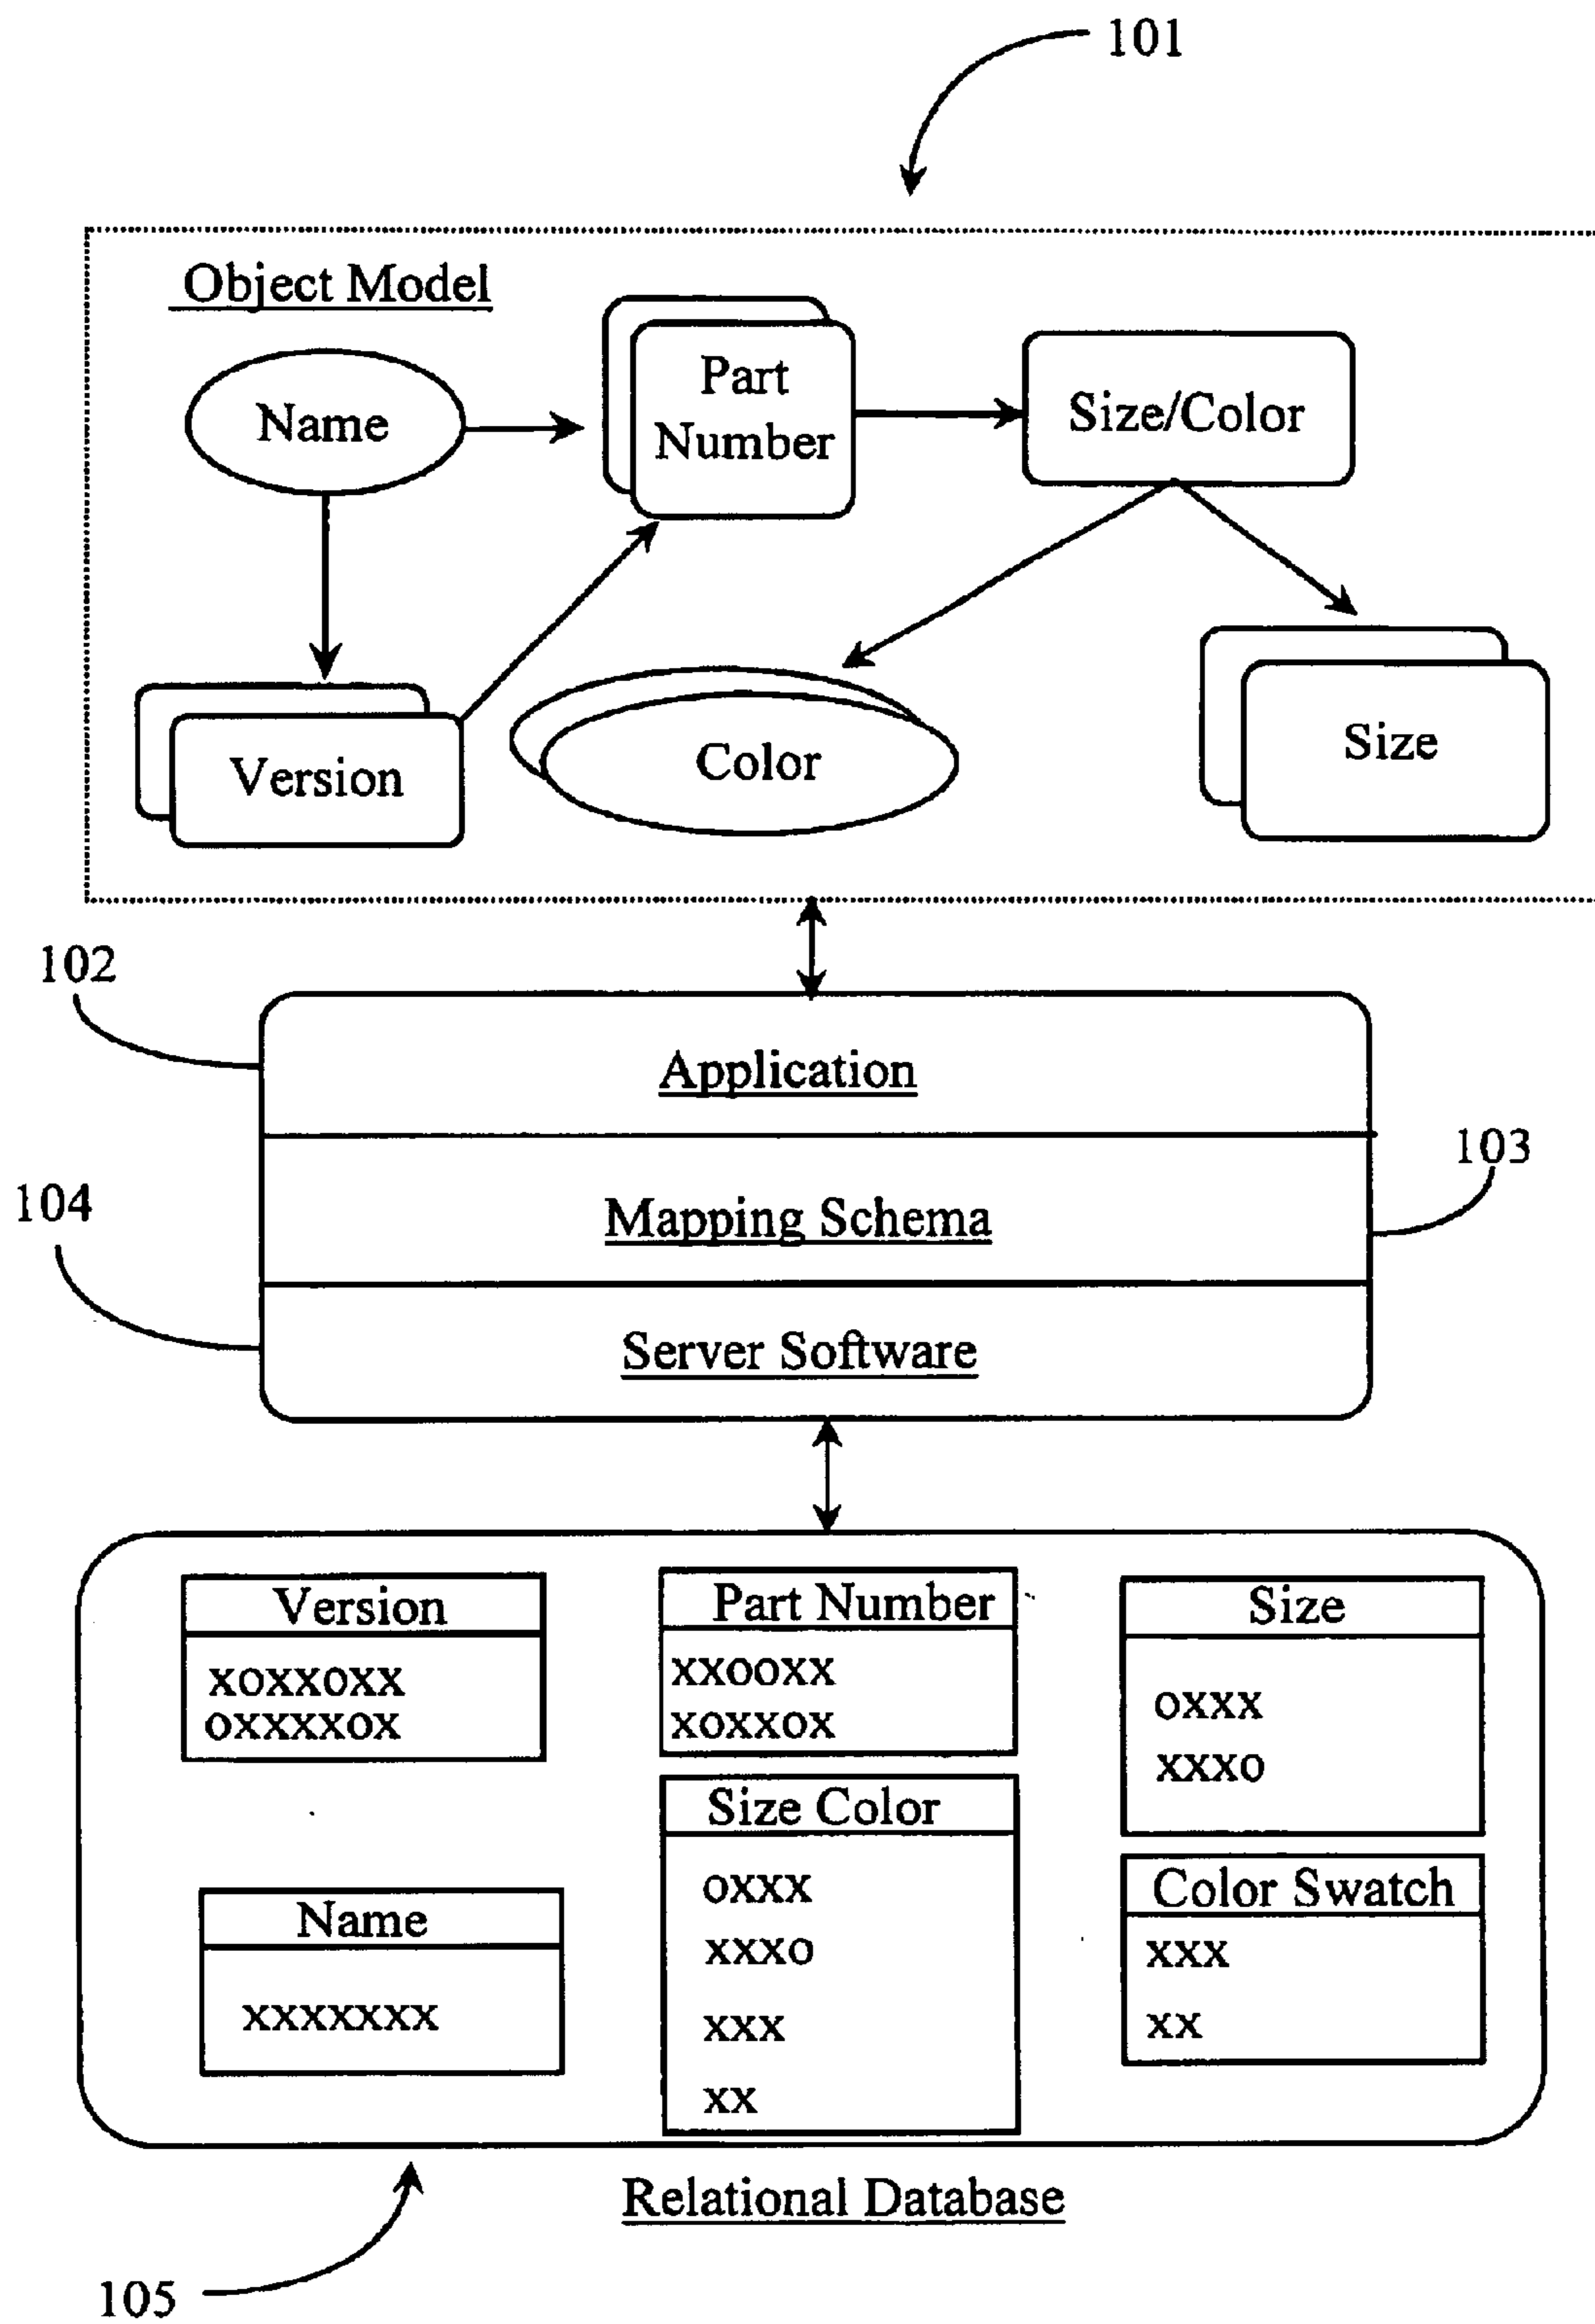 101
Object Model
Name
Part
Number
Size/Color
Version
Color
Size
102
Application
103
Mapping Schema
104
Server Software
Version
xoxxoxx
oxxxxox
Part Number
xxooxx
xoxxox
Size
oxxx
xxxo
Size Color
oxxx
xxxo
xxx
xx
Color Swatch
xxx
xx
Name
xxxxxxx
Relational Database
105